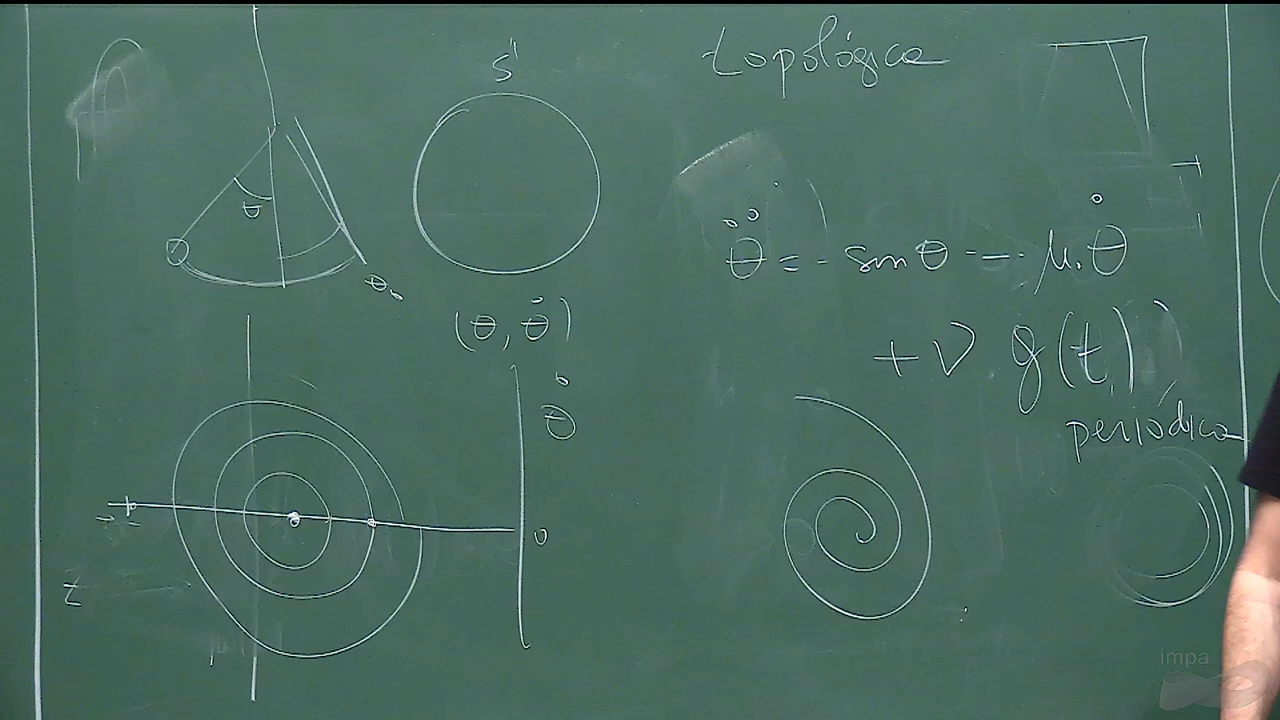 S¹
topológica
θ
θ₀
(θ, θ̇)
θ̈ = - sin θ - μ. θ̇
+ ν g(t, )
periódica
θ̇
0
impa